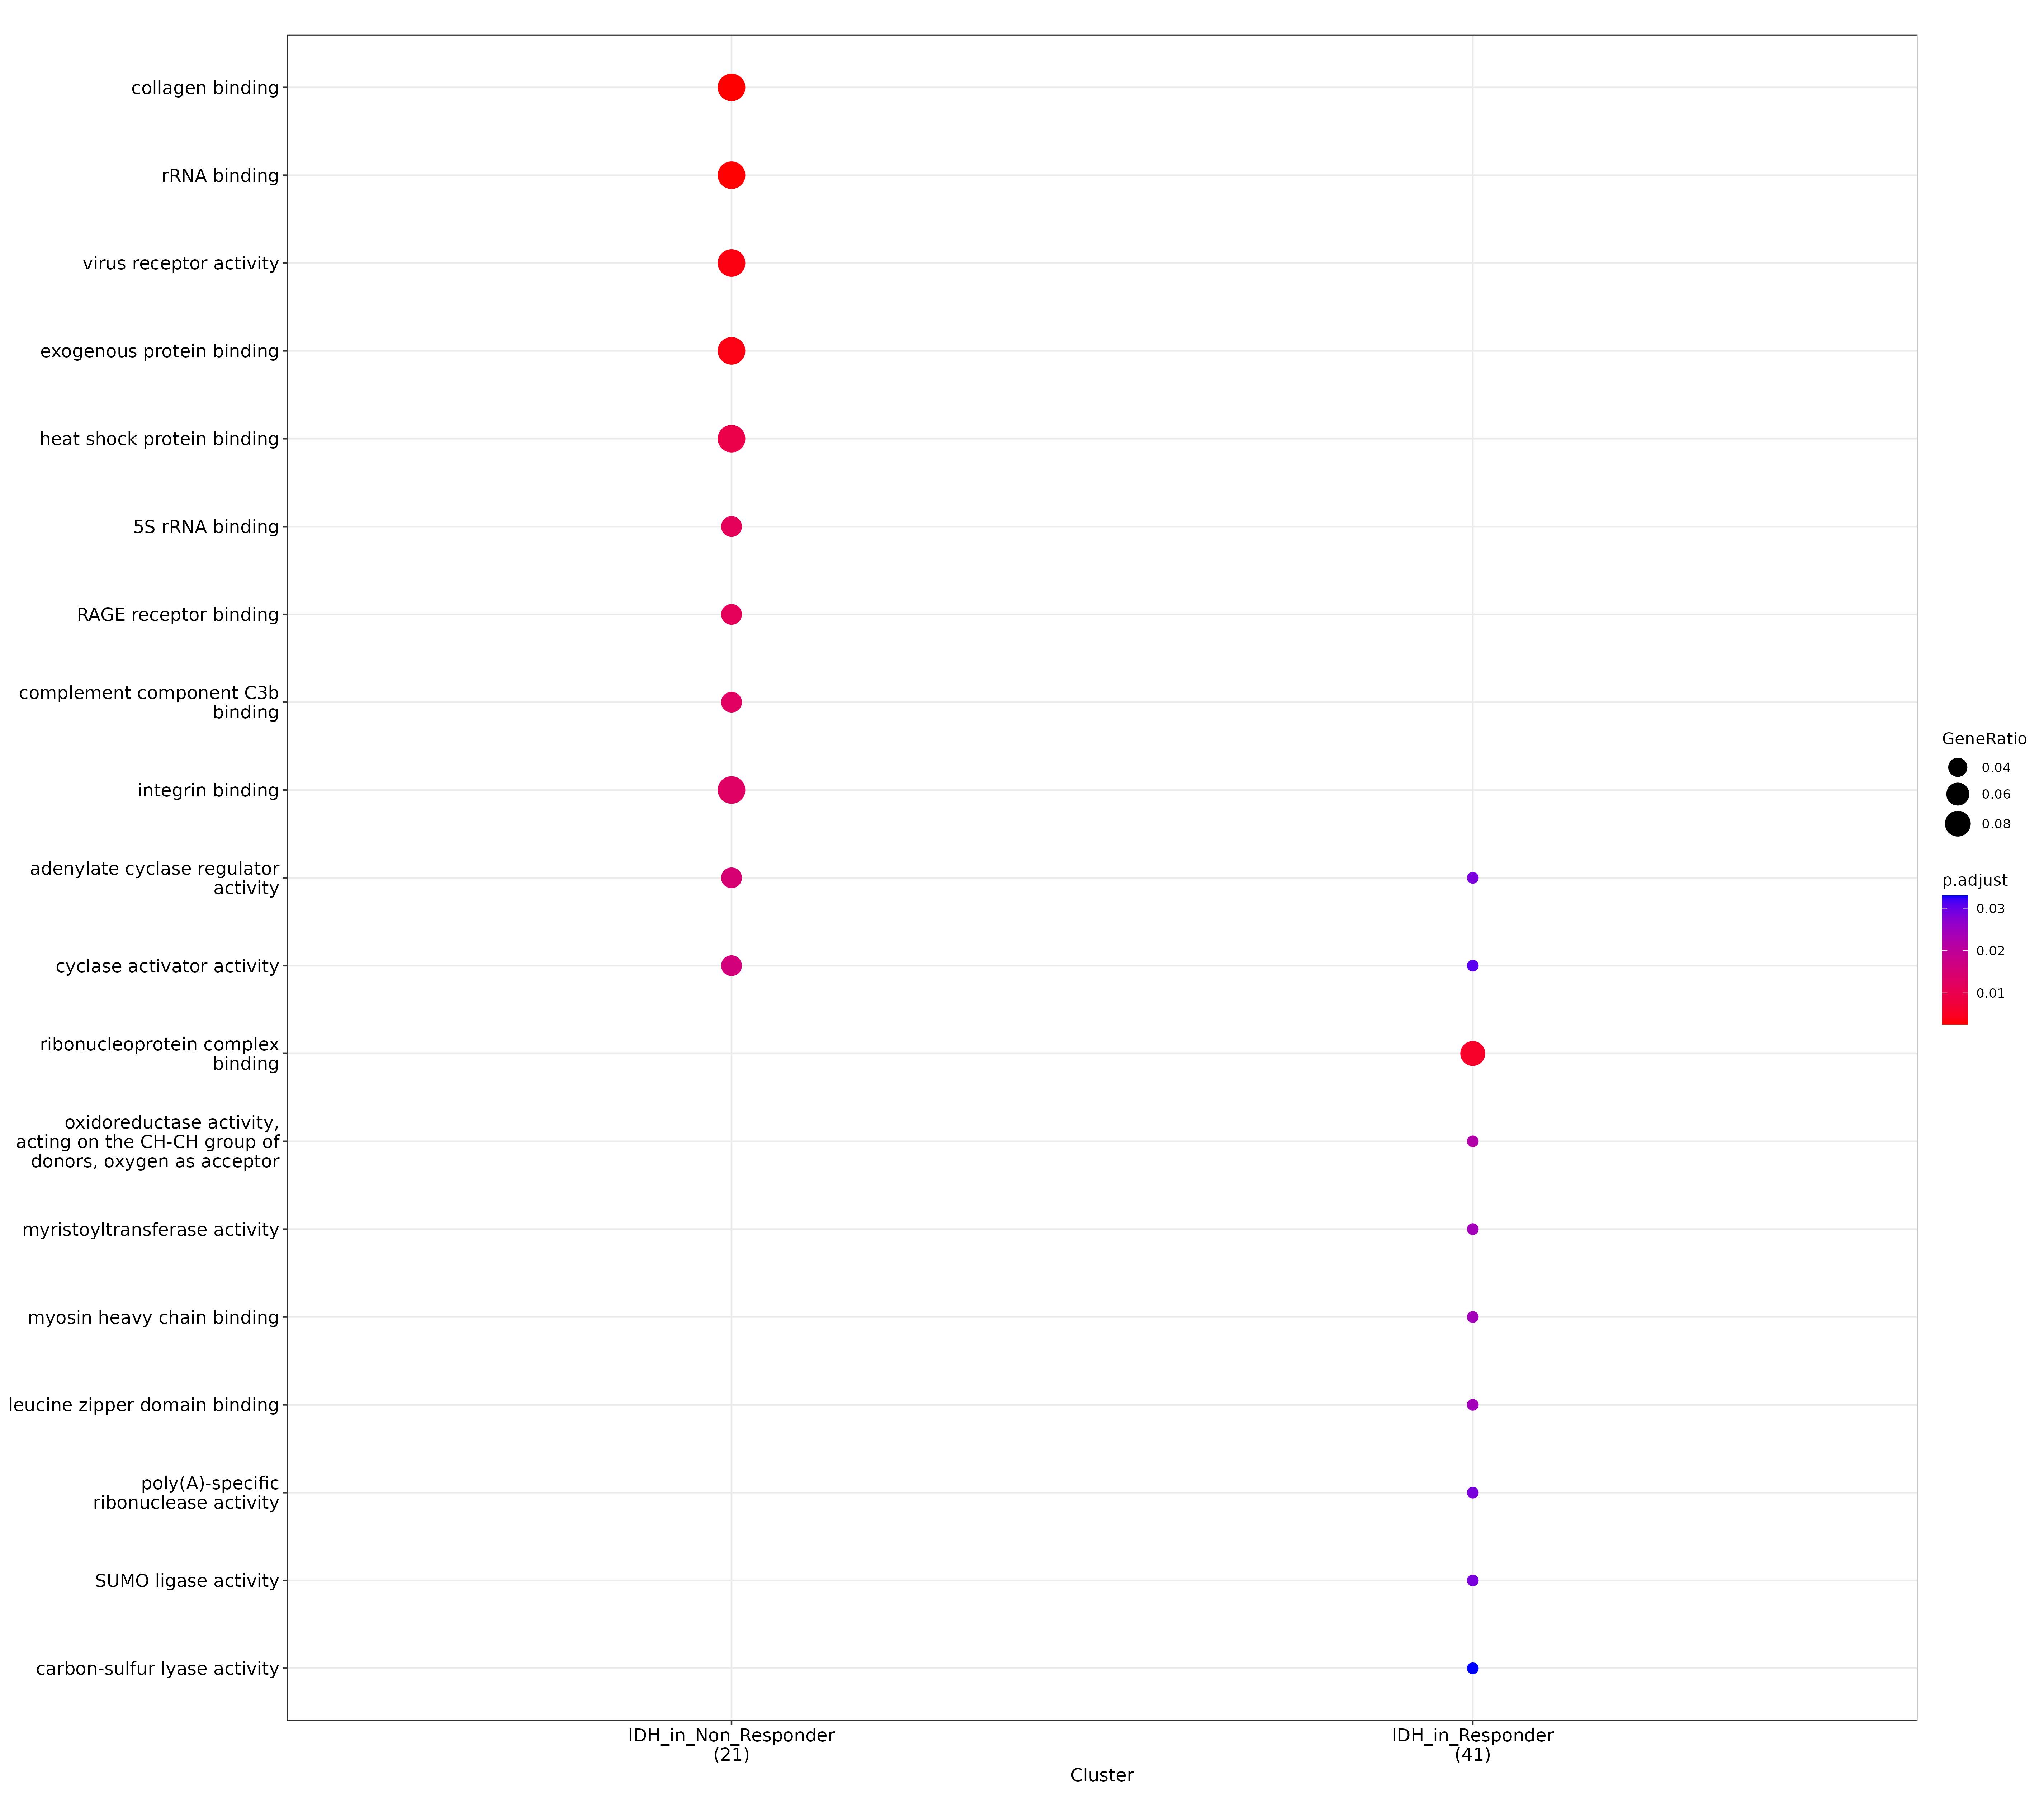 collagen binding
rRNA binding
virus receptor activity
exogenous protein binding
heat shock protein binding
5S rRNA binding
RAGE receptor binding
complement component C3b
binding
integrin binding
adenylate cyclase regulator
activity
cyclase activator activity
ribonucleoprotein complex
binding
oxidoreductase activity,
acting on the CH-CH group of
donors, oxygen as acceptor
myristoyltransferase activity
myosin heavy chain binding
leucine zipper domain binding
poly(A)-specific
ribonuclease activity
SUMO ligase activity
carbon-sulfur lyase activity
IDH_in_Non_Responder
(21)
IDH_in_Responder
(41)
Cluster
GeneRatio
0.04
0.06
0.08
p.adjust
0.03
0.02
0.01